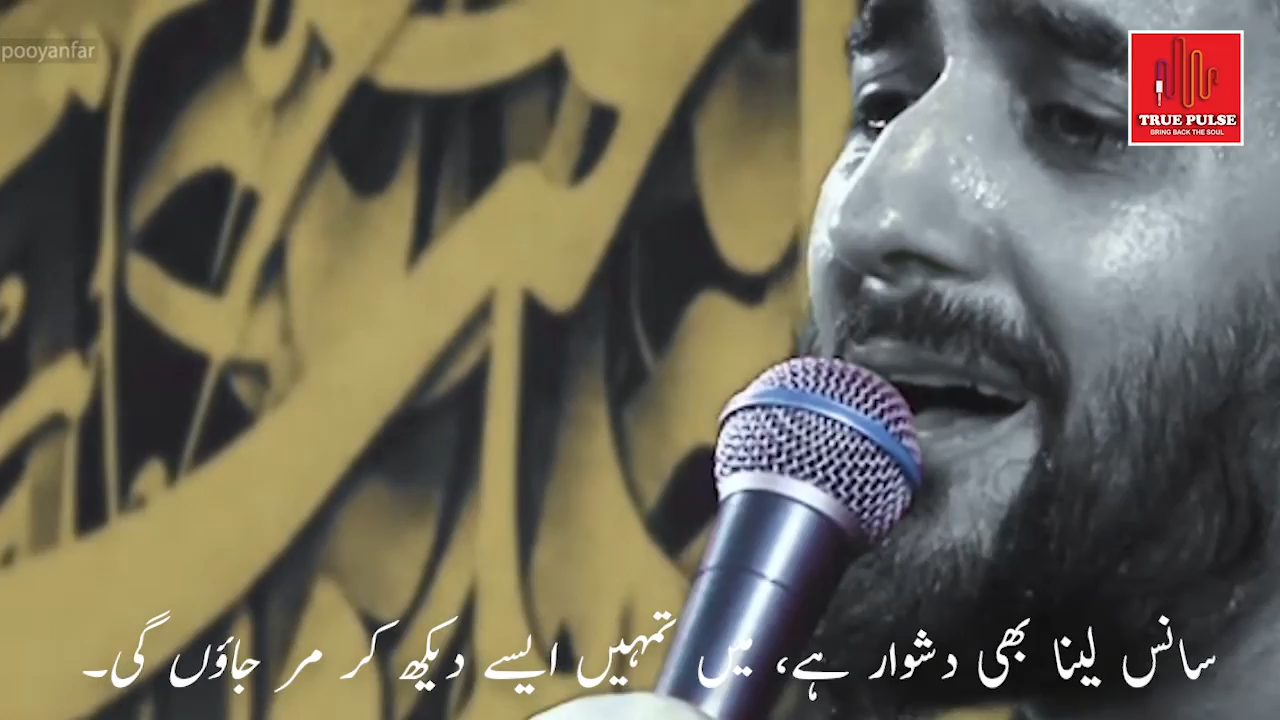 pooyanfar
TRUE PULSE
BRING BACK THE SOUL
سانس لینا بھی دشوار ہے، میں تمہیں ایسے دیکھ کر مر جاؤں گی۔